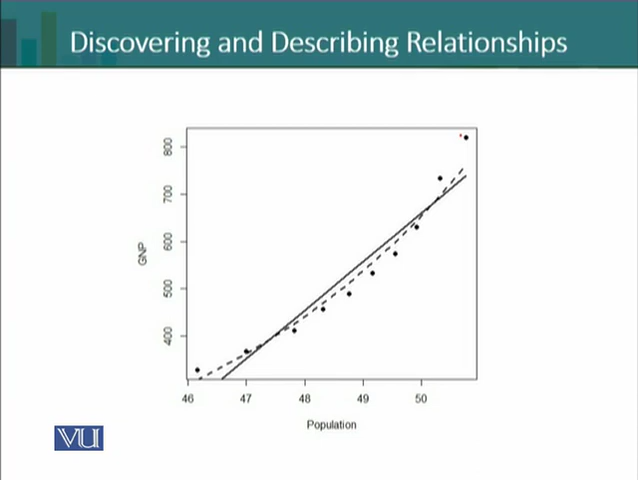 Discovering and Describing Relationships
800
700
600
500
400
GNP
46 47 48 49 50
Population
VU